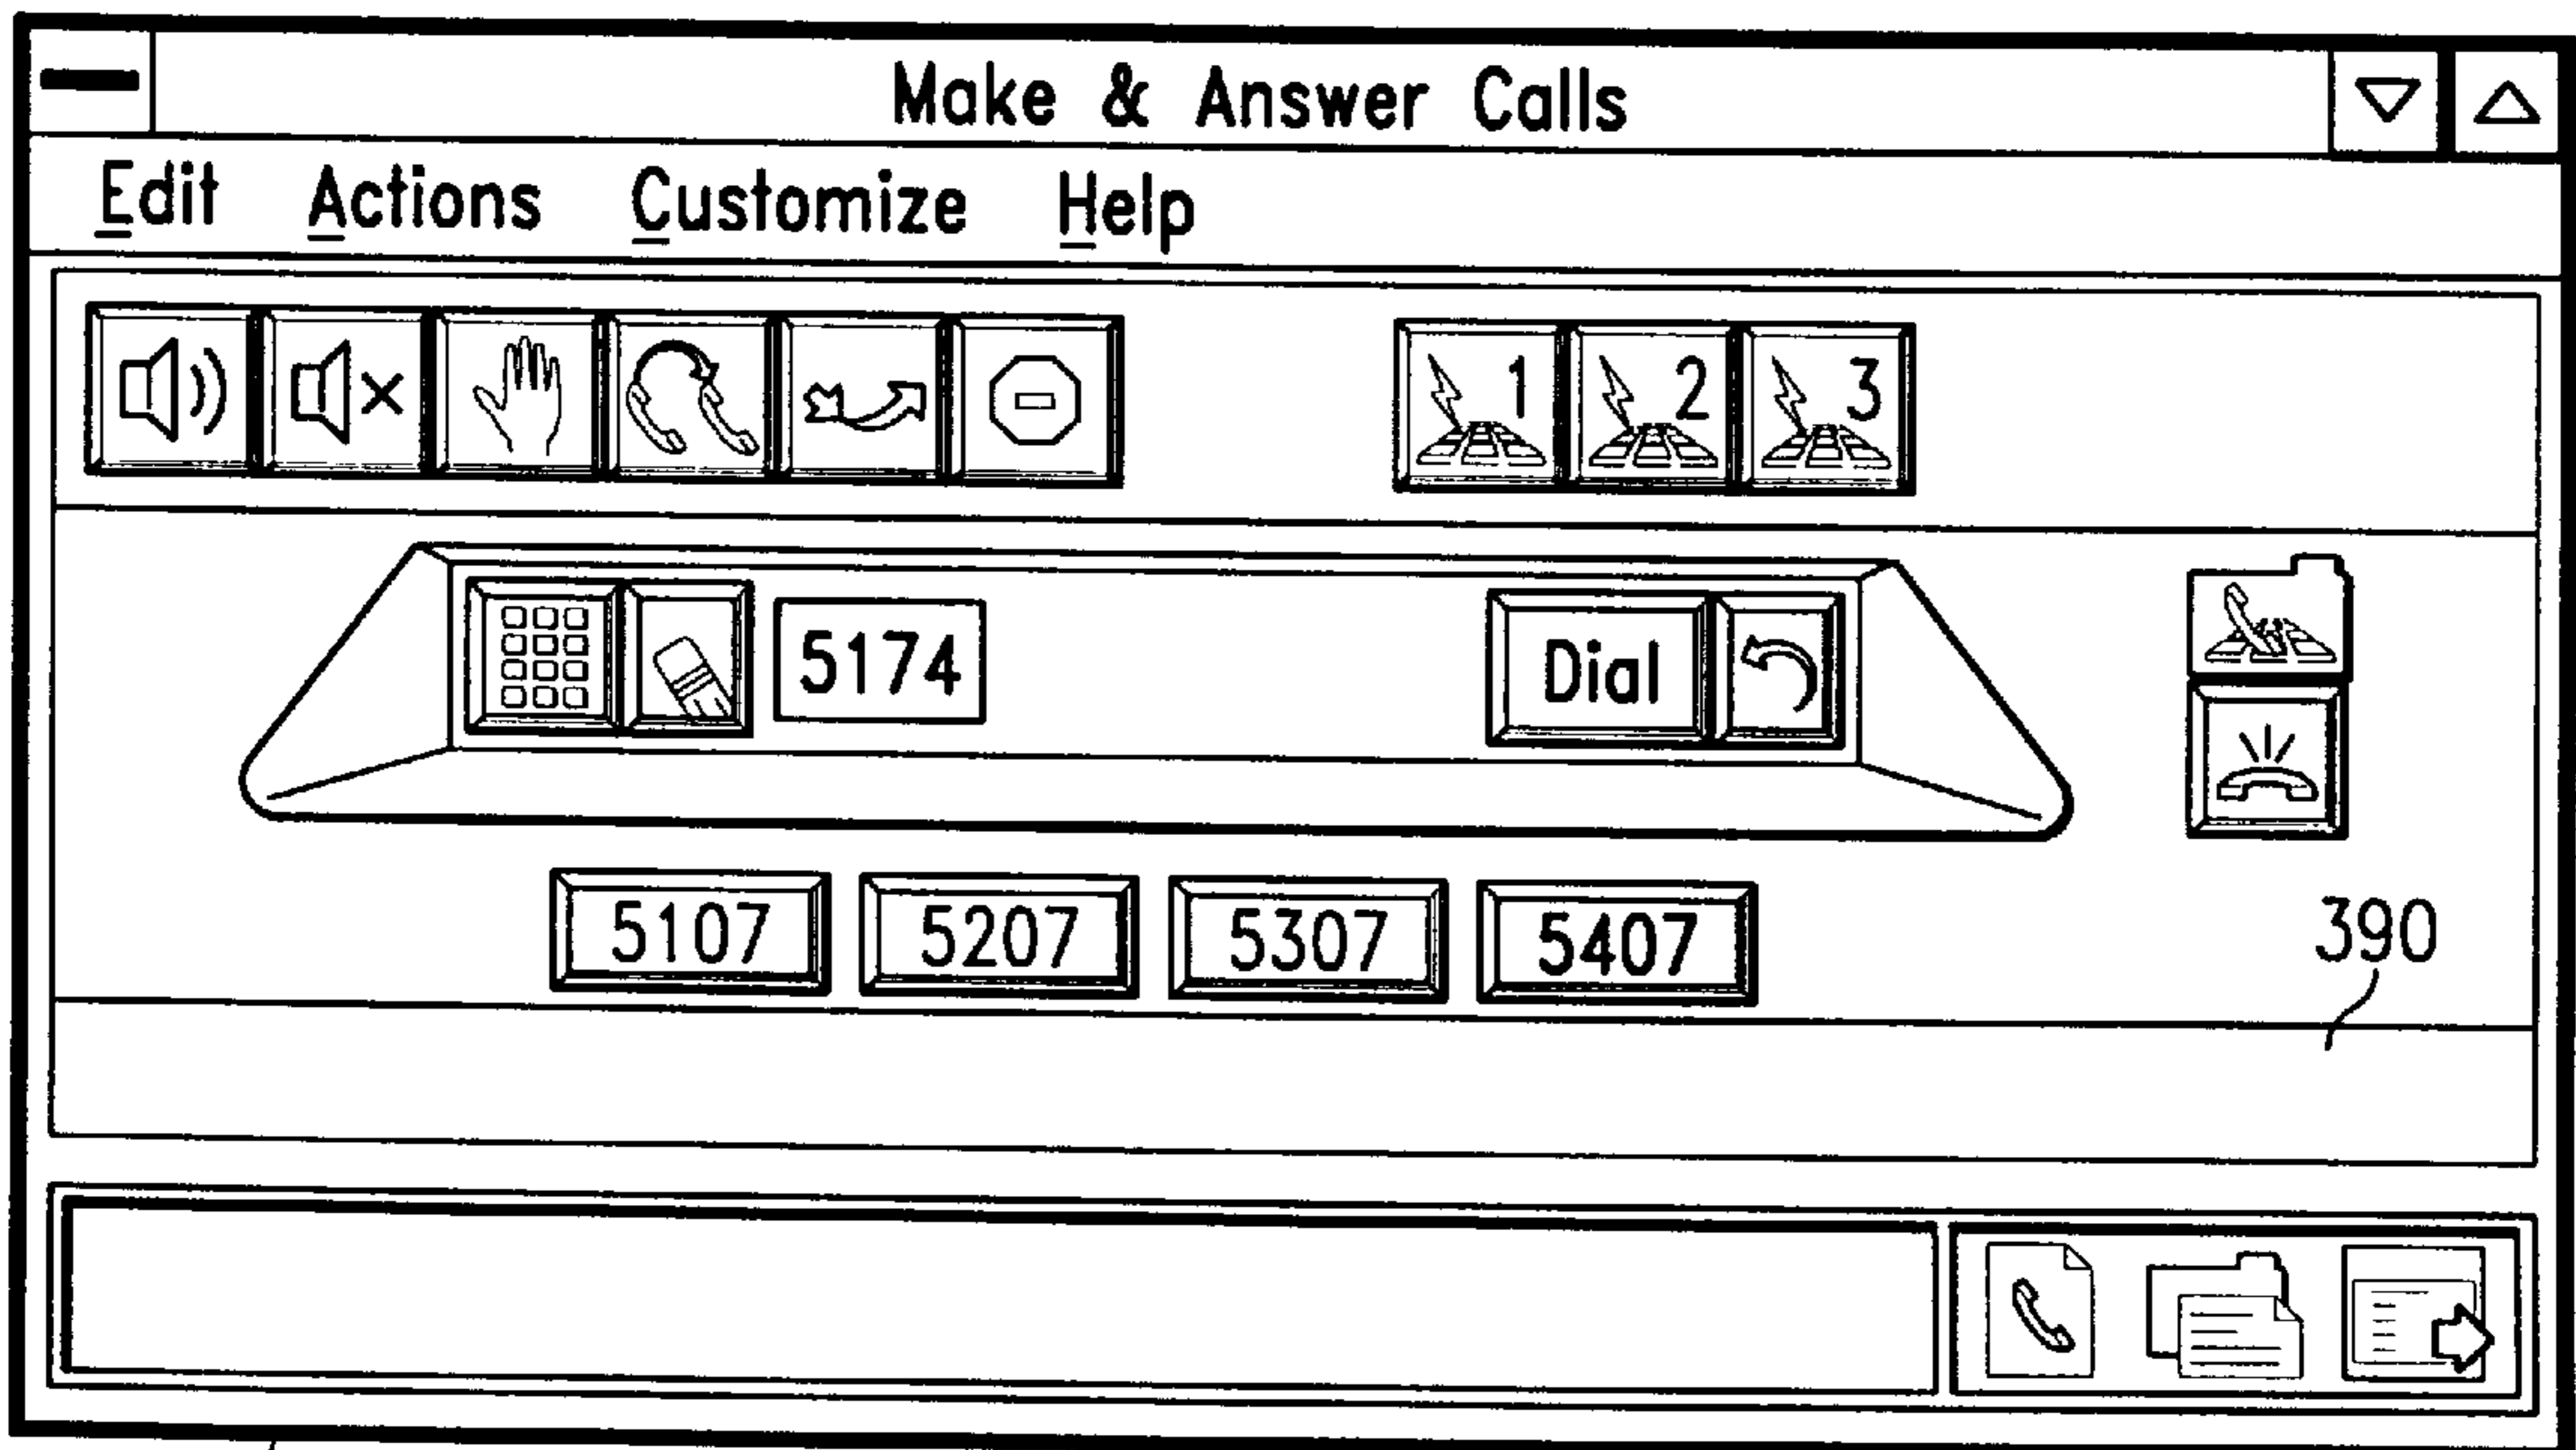 Make & Answer Calls
Edit Actions Customize Help
1 2 3
5174 Dial
5107 5207 5307 5407
390